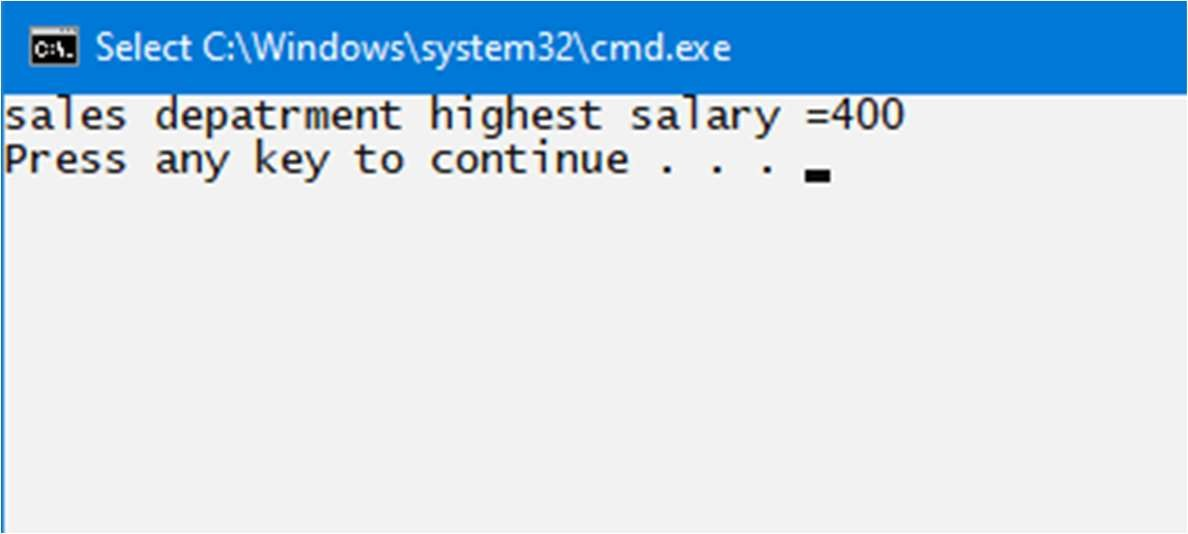 Select C:\Windows\system32\cmd.exe
sales depatrment highest salary =400
Press any key to continue . . .